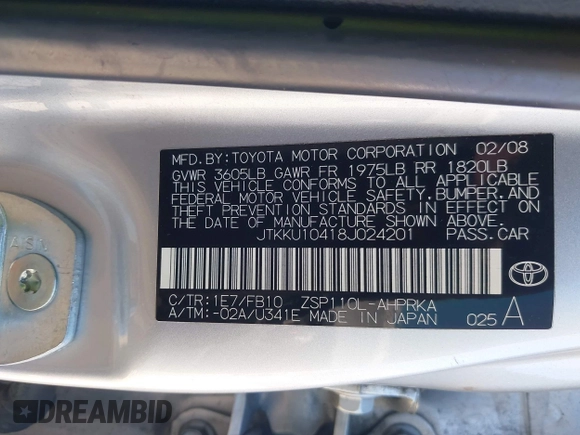 MFD.BY:TOYOTA MOTOR CORPORATION 02/08
GVWR 3605LB GAWR FR 1975LB RR 1820LB
THIS VEHICLE CONFORMS TO ALL APPLICABLE
FEDERAL MOTOR VEHICLE SAFETY,BUMPER,AND
THEFT PREVENTION STANDARDS IN EFFECT ON
THE DATE OF MANUFACTURE SHOWN ABOVE.
JTKKU10418J024201 PASS.CAR
C/TR:1E7/FB10 ZSP110L-AHPRKA
A/TM:-02A/U341E MADE IN JAPAN 025 A
DREAMBID